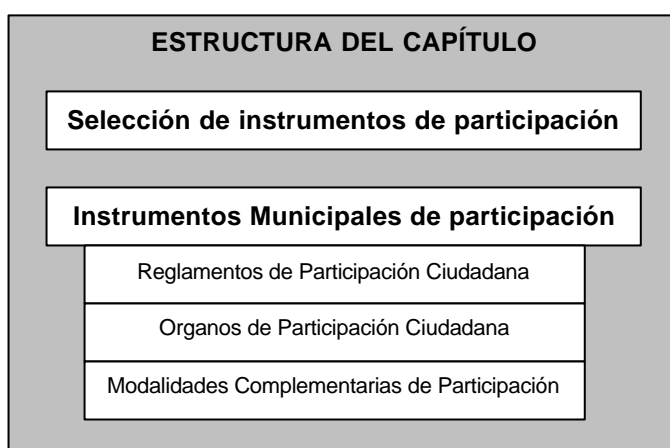 ESTRUCTURA DEL CAPÍTULO
Selección de instrumentos de participación
Instrumentos Municipales de participación
Reglamentos de Participación Ciudadana
Organos de Participación Ciudadana
Modalidades Complementarias de Participación